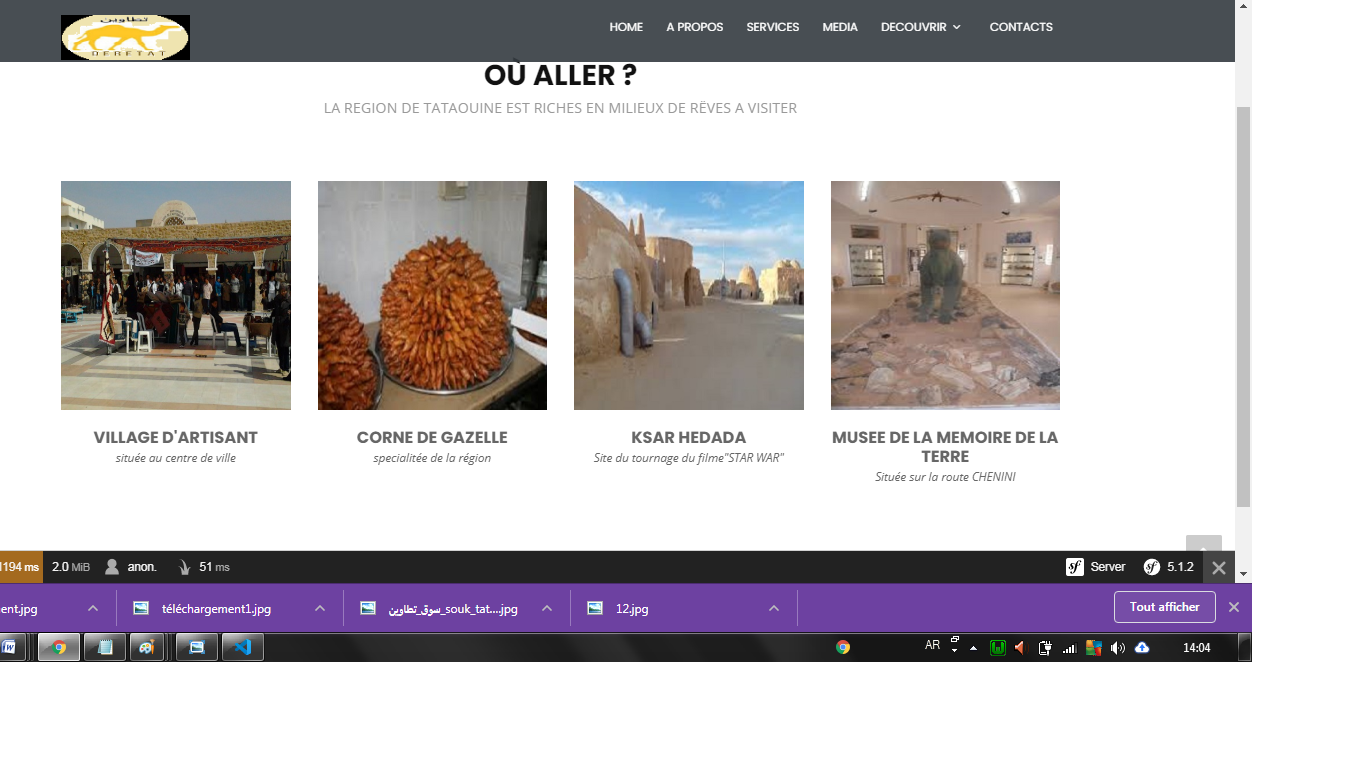 تطاوين
DEBETAT
HOME A PROPOS SERVICES MEDIA DECOUVRIR CONTACTS
OÙ ALLER ?
LA REGION DE TATAOUINE EST RICHES EN MILIEUX DE RËVES A VISITER
VILLAGE D'ARTISANT
située au centre de ville
CORNE DE GAZELLE
specialitée de la région
KSAR HEDADA
Site du tournage du filme"STAR WAR"
MUSEE DE LA MEMOIRE DE LA
TERRE
Située sur la route CHENINI
1194 ms 2.0 MiB anon. 51 ms Server 5.1.2
ent.jpg téléchargement1.jpg سوق_تطاوين_souk_tat....jpg 12.jpg Tout afficher
AR 14:04